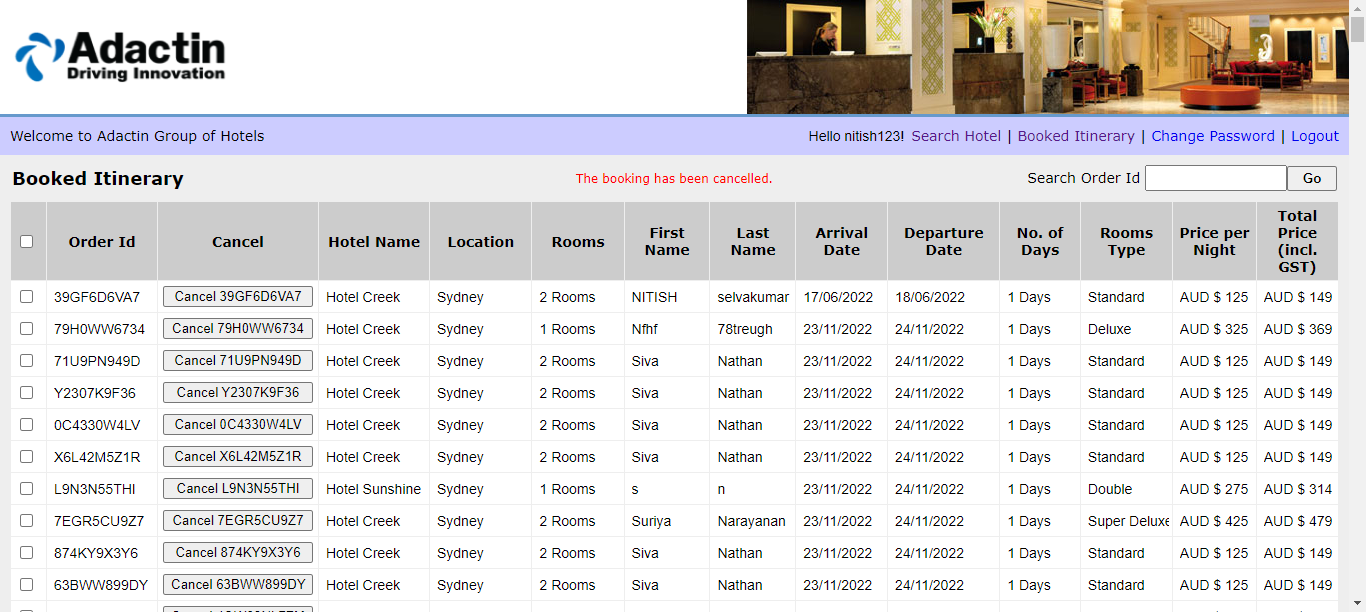 Adactin
Driving Innovation
Welcome to Adactin Group of Hotels
Hello nitish123! Search Hotel | Booked Itinerary | Change Password | Logout
Booked Itinerary
The booking has been cancelled.
Search Order Id Go
Order Id Cancel Hotel Name Location Rooms First Name Last Name Arrival Date Departure Date No. of Days Rooms Type Price per Night Total Price (incl. GST)
39GF6D6VA7 Cancel 39GF6D6VA7 Hotel Creek Sydney 2 Rooms NITISH selvakumar 17/06/2022 18/06/2022 1 Days Standard AUD $ 125 AUD $ 149
79H0WW6734 Cancel 79H0WW6734 Hotel Creek Sydney 1 Rooms Nfhf 78treugh 23/11/2022 24/11/2022 1 Days Deluxe AUD $ 325 AUD $ 369
71U9PN949D Cancel 71U9PN949D Hotel Creek Sydney 2 Rooms Siva Nathan 23/11/2022 24/11/2022 1 Days Standard AUD $ 125 AUD $ 149
Y2307K9F36 Cancel Y2307K9F36 Hotel Creek Sydney 2 Rooms Siva Nathan 23/11/2022 24/11/2022 1 Days Standard AUD $ 125 AUD $ 149
0C4330W4LV Cancel 0C4330W4LV Hotel Creek Sydney 2 Rooms Siva Nathan 23/11/2022 24/11/2022 1 Days Standard AUD $ 125 AUD $ 149
X6L42M5Z1R Cancel X6L42M5Z1R Hotel Creek Sydney 2 Rooms Siva Nathan 23/11/2022 24/11/2022 1 Days Standard AUD $ 125 AUD $ 149
L9N3N55THI Cancel L9N3N55THI Hotel Sunshine Sydney 1 Rooms s n 23/11/2022 24/11/2022 1 Days Double AUD $ 275 AUD $ 314
7EGR5CU9Z7 Cancel 7EGR5CU9Z7 Hotel Creek Sydney 2 Rooms Suriya Narayanan 23/11/2022 24/11/2022 1 Days Super Deluxe AUD $ 425 AUD $ 479
874KY9X3Y6 Cancel 874KY9X3Y6 Hotel Creek Sydney 2 Rooms Siva Nathan 23/11/2022 24/11/2022 1 Days Standard AUD $ 125 AUD $ 149
63BWW899DY Cancel 63BWW899DY Hotel Creek Sydney 2 Rooms Siva Nathan 23/11/2022 24/11/2022 1 Days Standard AUD $ 125 AUD $ 149